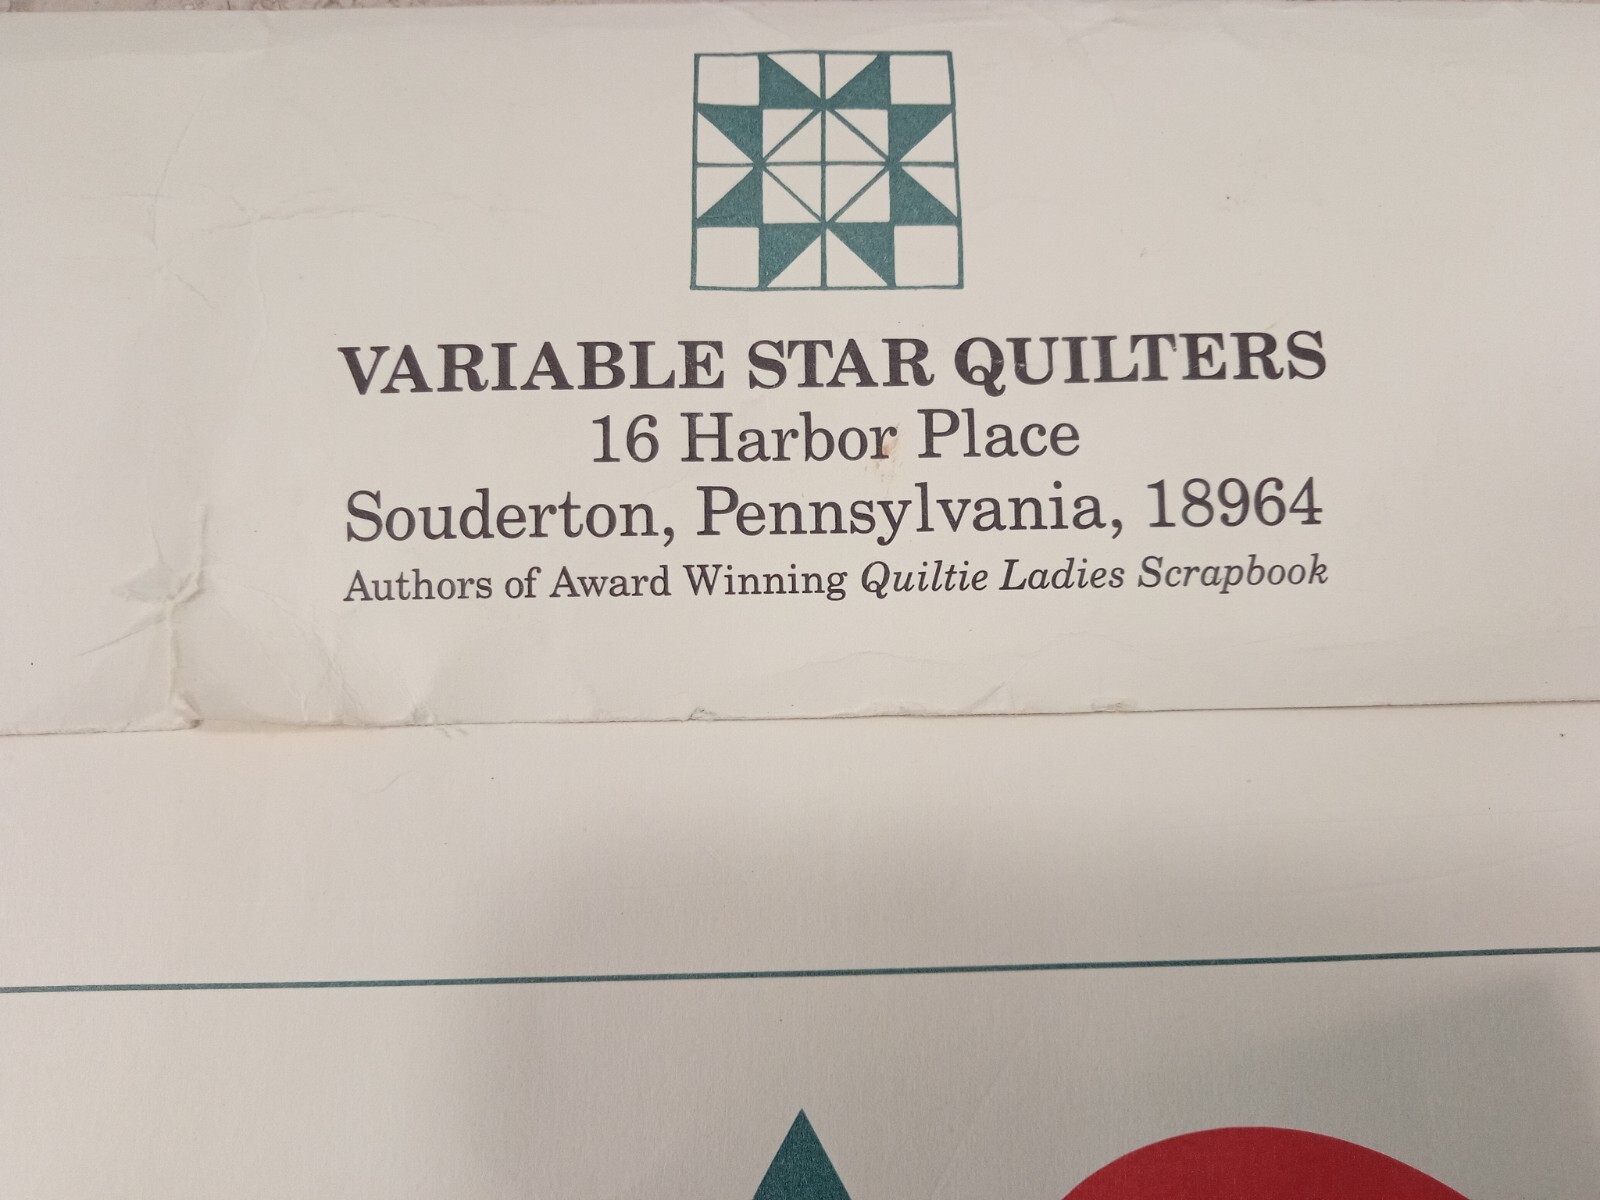 VARIABLE STAR QUILTERS
16 Harbor Place
Souderton, Pennsylvania, 18964
Authors of Award Winning Quiltie Ladies Scrapbook